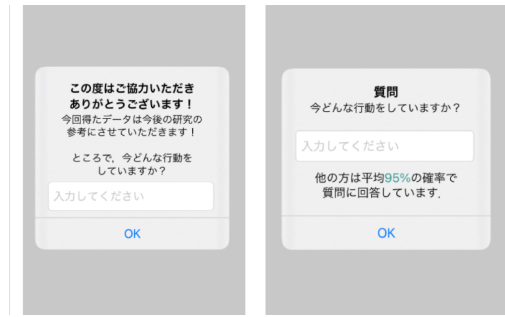 この度はご協力いただき
ありがとうございます！
今回得たデータは今後の研究の
参考にさせていただきます！
ところで，今どんな行動を
していますか？
入力してください
OK
質問
今どんな行動をしていますか？
入力してください
他の方は平均95%の確率で
質問に回答しています．
OK